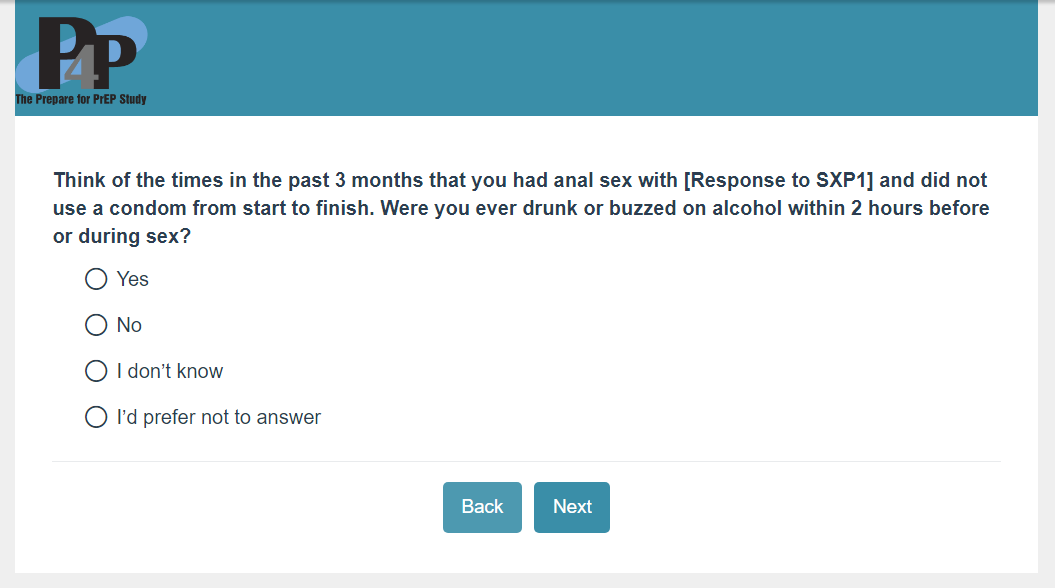 P4P
The Prepare for PrEP Study
Think of the times in the past 3 months that you had anal sex with [Response to SXP1] and did not
use a condom from start to finish. Were you ever drunk or buzzed on alcohol within 2 hours before
or during sex?
Yes
No
I don’t know
I’d prefer not to answer
Back Next